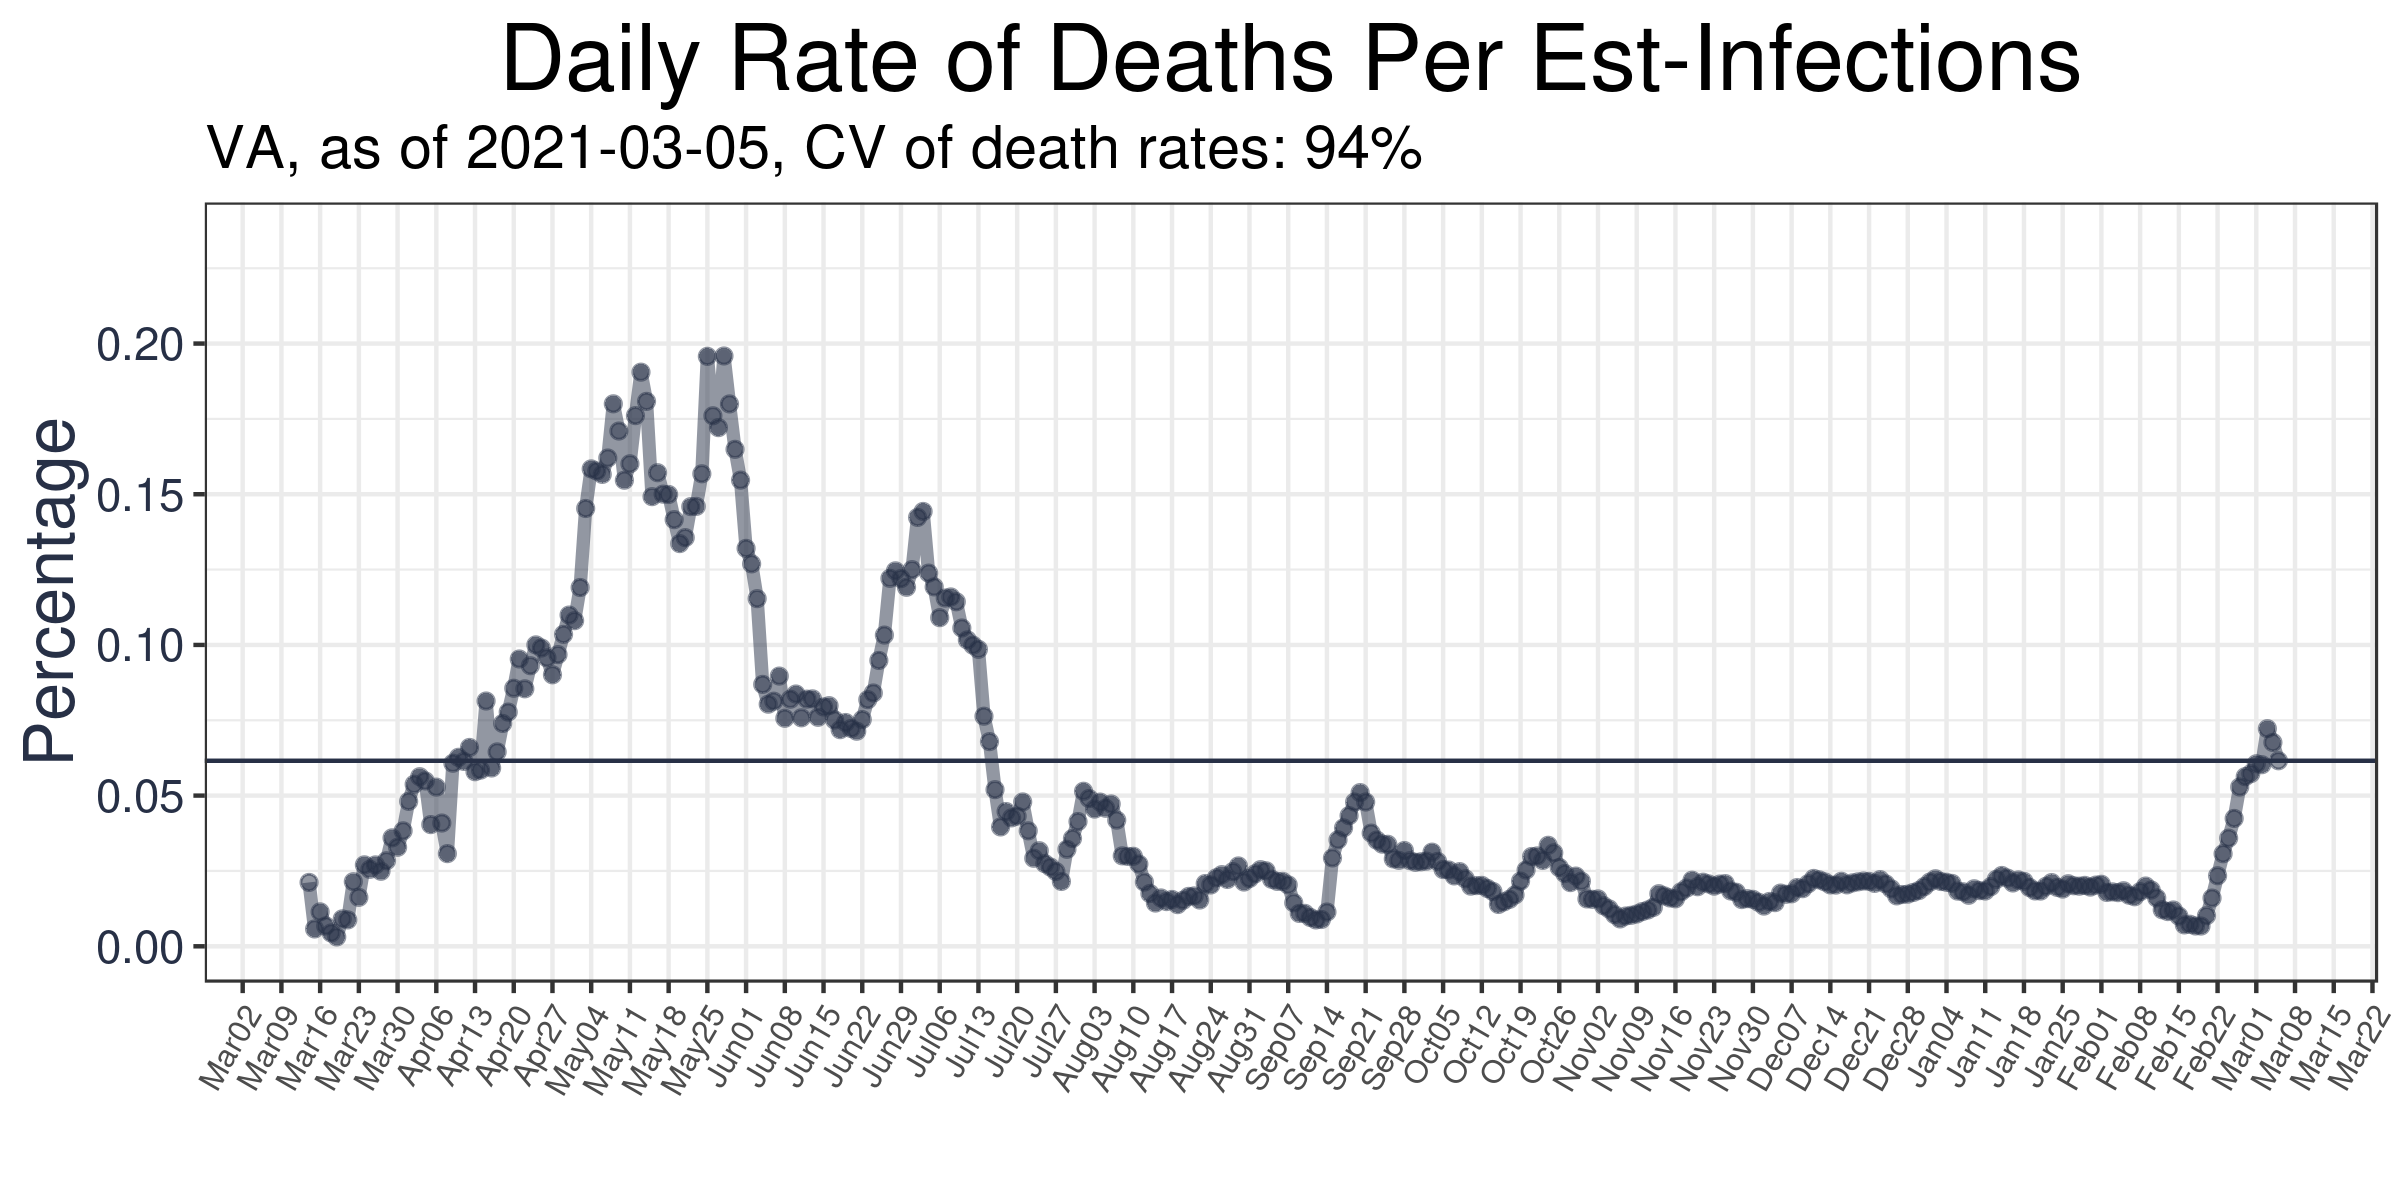 Daily Rate of Deaths Per Est-Infections
VA, as of 2021-03-05, CV of death rates: 94%
Percentage
0.20
0.15
0.10
0.05
0.00
Mar02
Mar09
Mar16
Mar23
Mar30
Apr06
Apr13
Apr20
Apr27
May04
May11
May18
May25
Jun01
Jun08
Jun15
Jun22
Jun29
Jul06
Jul13
Jul20
Jul27
Aug03
Aug10
Aug17
Aug24
Aug31
Sep07
Sep14
Sep21
Sep28
Oct05
Oct12
Oct19
Oct26
Nov02
Nov09
Nov16
Nov23
Nov30
Dec07
Dec14
Dec21
Dec28
Jan04
Jan11
Jan18
Jan25
Feb01
Feb08
Feb15
Feb22
Mar01
Mar08
Mar15
Mar22